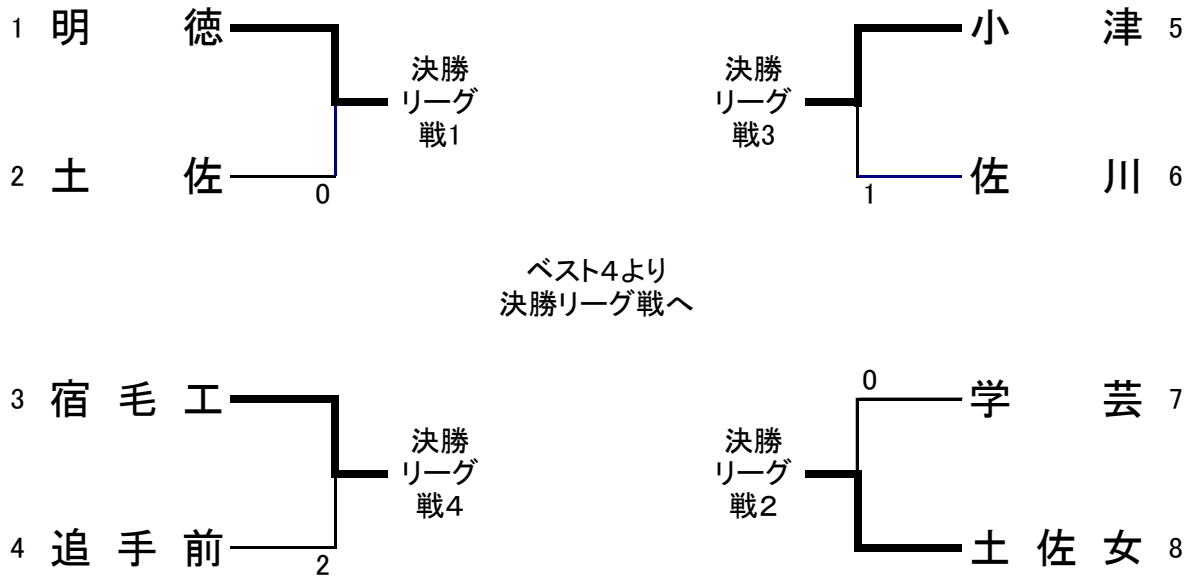 1 明徳
決勝
リーグ
戦1
2 土佐
0
小津 5
決勝
リーグ
戦3
佐川 6
1
ベスト4より
決勝リーグ戦へ
3 宿毛工
決勝
リーグ
戦4
4 追手前
2
0
学芸 7
決勝
リーグ
戦2
土佐女 8